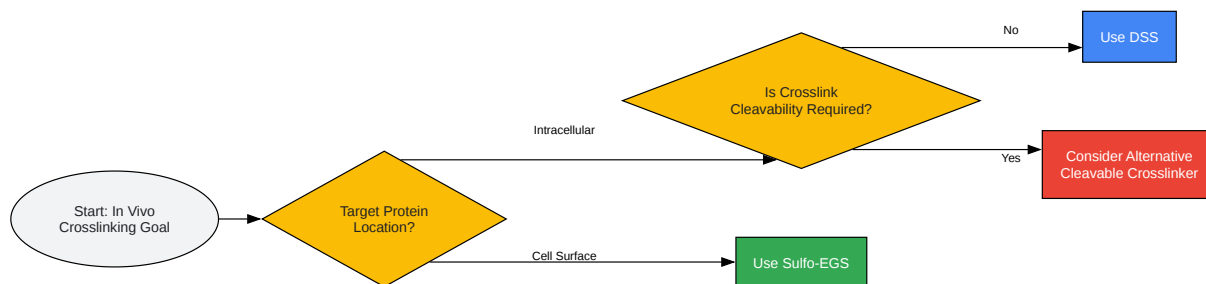 Start: In Vivo
Crosslinking Goal
Target Protein
Location?
Intracellular
Cell Surface
Is Crosslink
Cleavability Required?
No
Yes
Use DSS
Consider Alternative
Cleavable Crosslinker
Use Sulfo-EGS